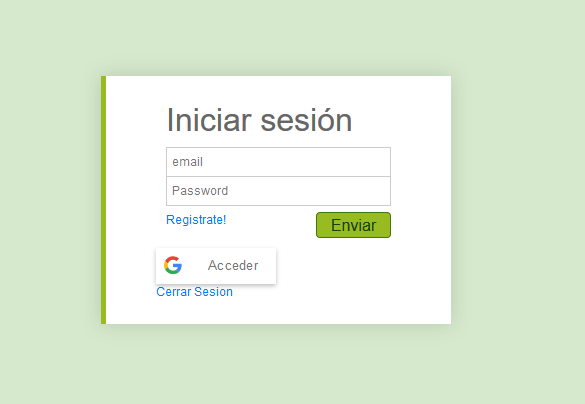 Iniciar sesión
email
Password
Registrate! Enviar
Acceder
Cerrar Sesion